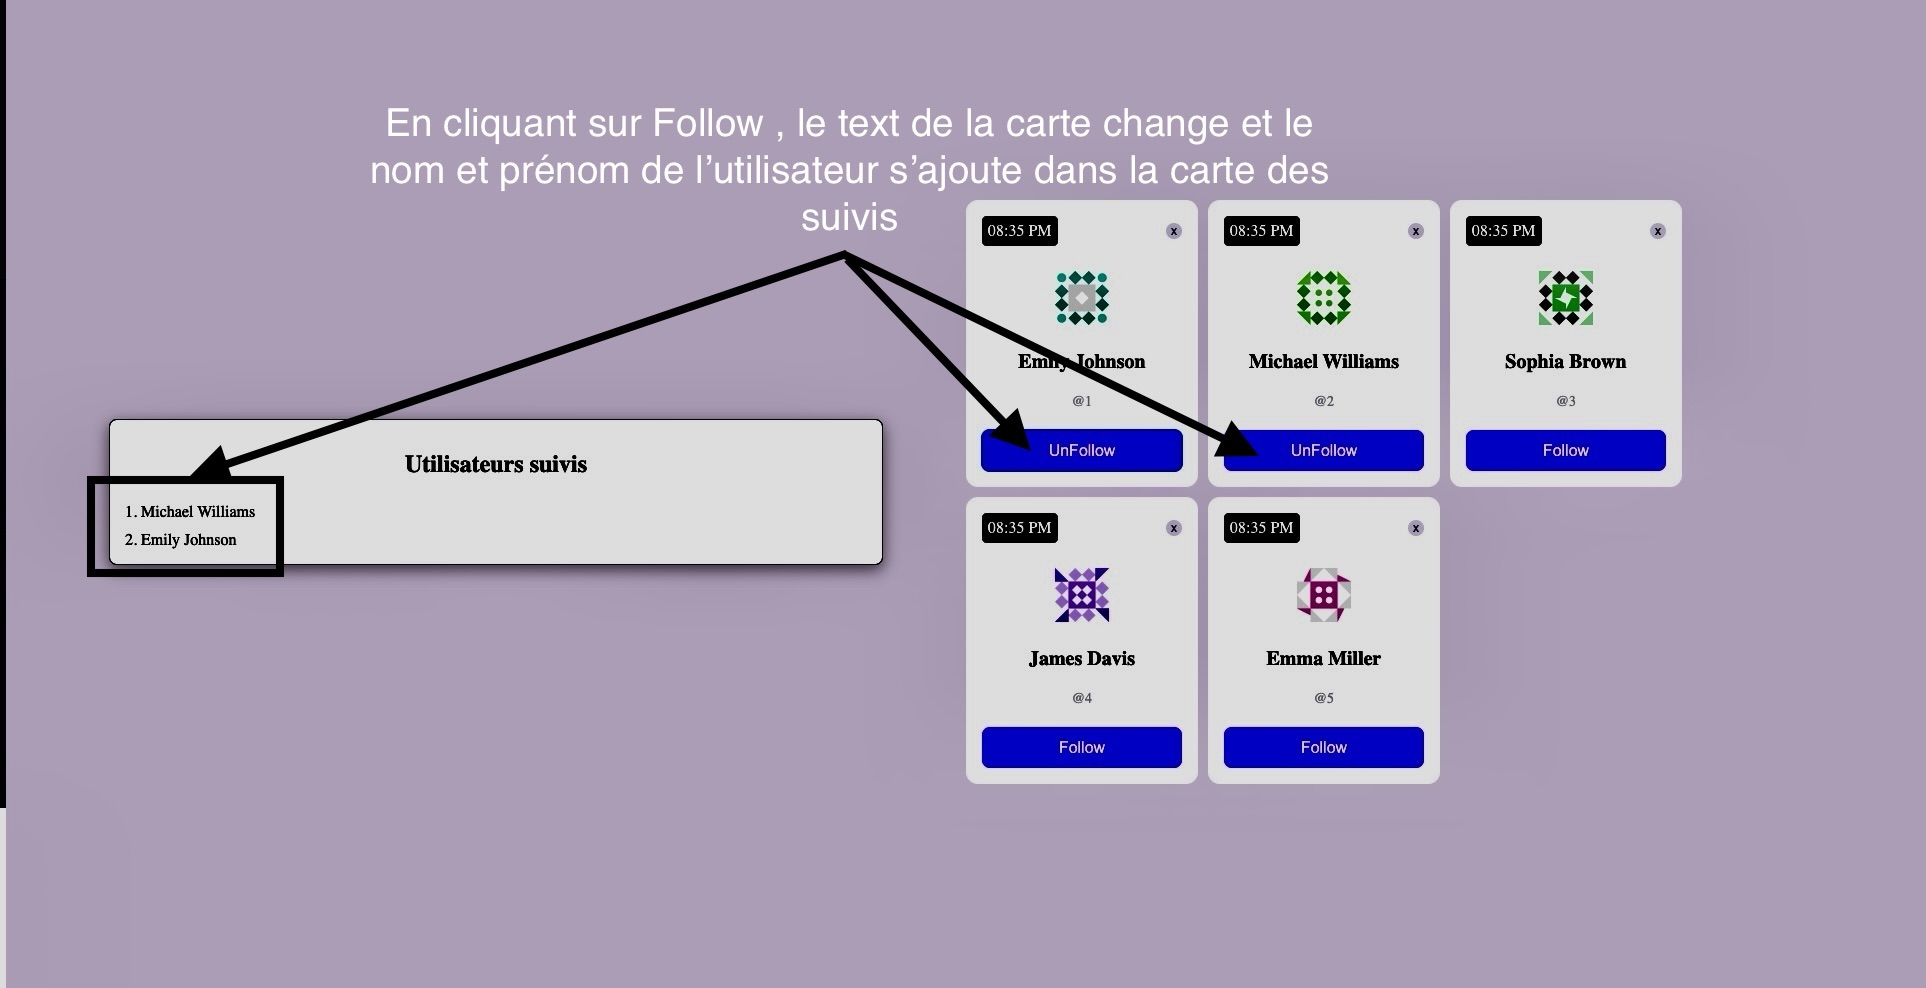 En cliquant sur Follow , le text de la carte change et le
nom et prénom de l’utilisateur s’ajoute dans la carte des
suivis
Utilisateurs suivis
1. Michael Williams
2. Emily Johnson
08:35 PM
x
Emily Johnson
@1
UnFollow
08:35 PM
x
Michael Williams
@2
UnFollow
08:35 PM
x
Sophia Brown
@3
Follow
08:35 PM
x
James Davis
@4
Follow
08:35 PM
x
Emma Miller
@5
Follow